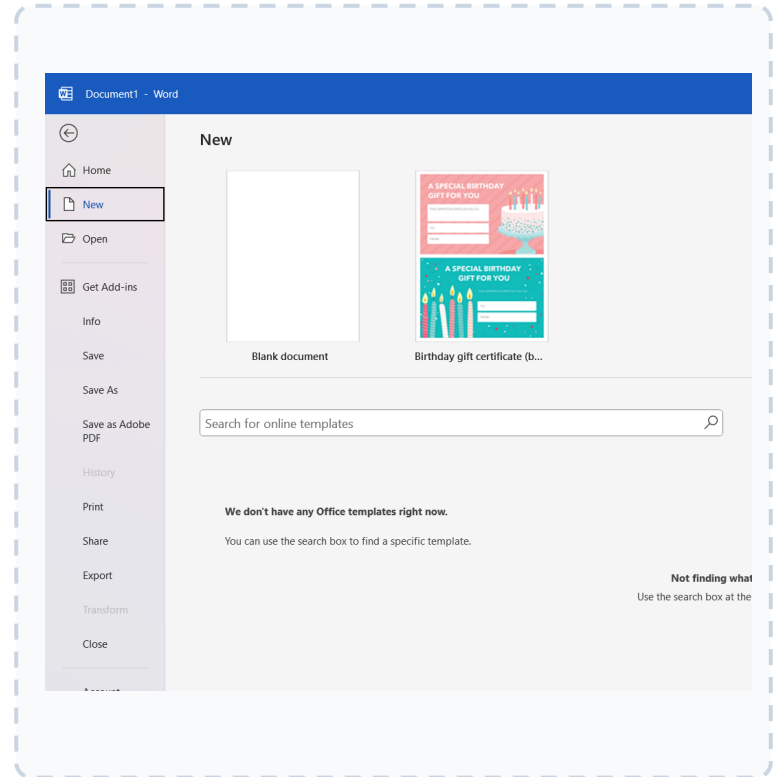 Document1 - Word
Home
New
Open
Get Add-ins
Info
Save
Save As
Save as Adobe
PDF
History
Print
Share
Export
Transform
Close
Account
New
A SPECIAL BIRTHDAY
GIFT FOR YOU
A SPECIAL BIRTHDAY
GIFT FOR YOU
Blank document
Birthday gift certificate (b...
Search for online templates
We don't have any Office templates right now.
You can use the search box to find a specific template.
Not finding what
Use the search box at the